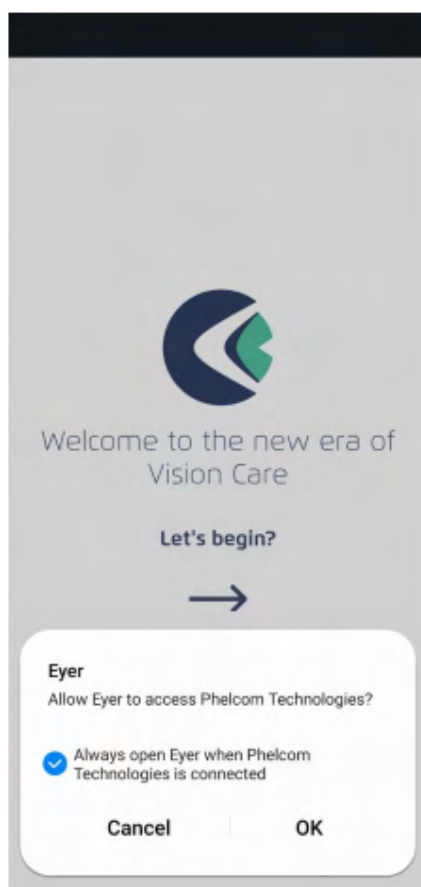 Welcome to the new era of
Vision Care
Let's begin?
Eyer
Allow Eyer to access Phelcom Technologies?
Always open Eyer when Phelcom
Technologies is connected
Cancel
OK